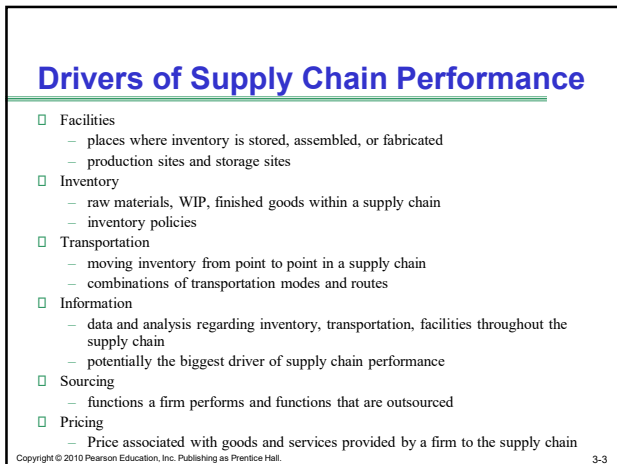 Drivers of Supply Chain Performance
Facilities
– places where inventory is stored, assembled, or fabricated
– production sites and storage sites
Inventory
– raw materials, WIP, finished goods within a supply chain
– inventory policies
Transportation
– moving inventory from point to point in a supply chain
– combinations of transportation modes and routes
Information
– data and analysis regarding inventory, transportation, facilities throughout the
supply chain
– potentially the biggest driver of supply chain performance
Sourcing
– functions a firm performs and functions that are outsourced
Pricing
– Price associated with goods and services provided by a firm to the supply chain
Copyright © 2010 Pearson Education, Inc. Publishing as Prentice Hall.
3-3